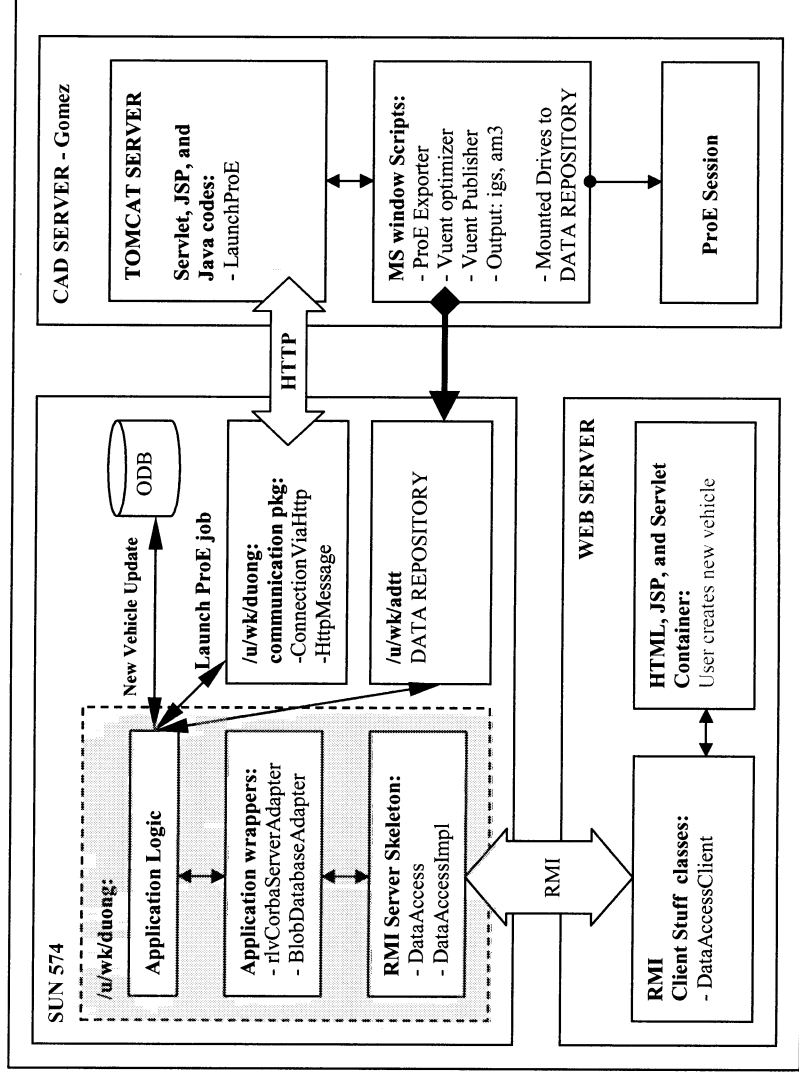 SUN 574
/u/wk/duong:
Application Logic
Application wrappers:
- rlvCorbaServerAdapter
- BlobDatabaseAdapter
RMI Server Skeleton:
- DataAccess
- DataAccessImpl
New Vehicle Update
ODB
Launch ProE job
/u/wk/duong:
communication pkg:
-ConnectionViaHttp
-HttpMessage
/u/wk/adtt
DATA REPOSITORY
HTTP
CAD SERVER - Gomez
TOMCAT SERVER
Servlet, JSP, and
Java codes:
- LaunchProE
MS window Scripts:
- ProE Exporter
- Vuent optimizer
- Vuent Publisher
- Output: igs, am3
- Mounted Drives to
DATA REPOSITORY
ProE Session
RMI
WEB SERVER
RMI
Client Stuff classes:
- DataAccessClient
HTML, JSP, and Servlet
Container:
User creates new vehicle